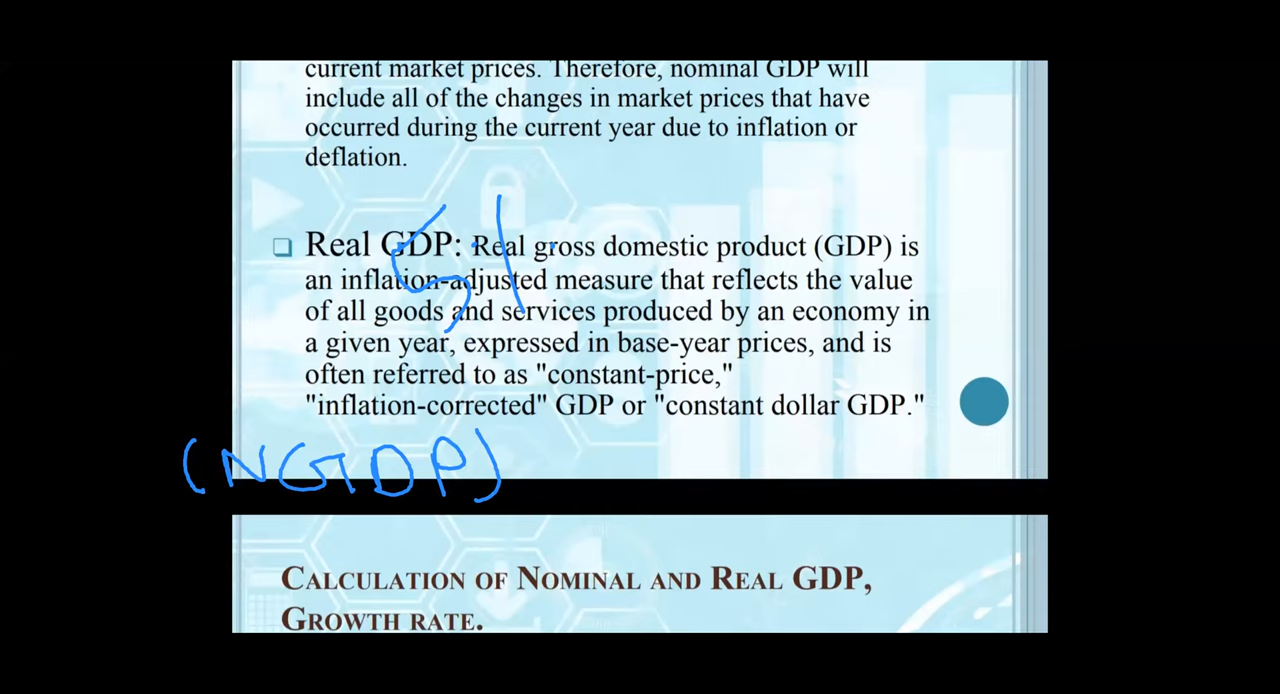 current market prices. Therefore, nominal GDP will
include all of the changes in market prices that have
occurred during the current year due to inflation or
deflation.
Real GDP: Real gross domestic product (GDP) is
an inflation-adjusted measure that reflects the value
of all goods and services produced by an economy in
a given year, expressed in base-year prices, and is
often referred to as "constant-price,"
"inflation-corrected" GDP or "constant dollar GDP."
(NGDP)
CALCULATION OF NOMINAL AND REAL GDP,
GROWTH RATE.